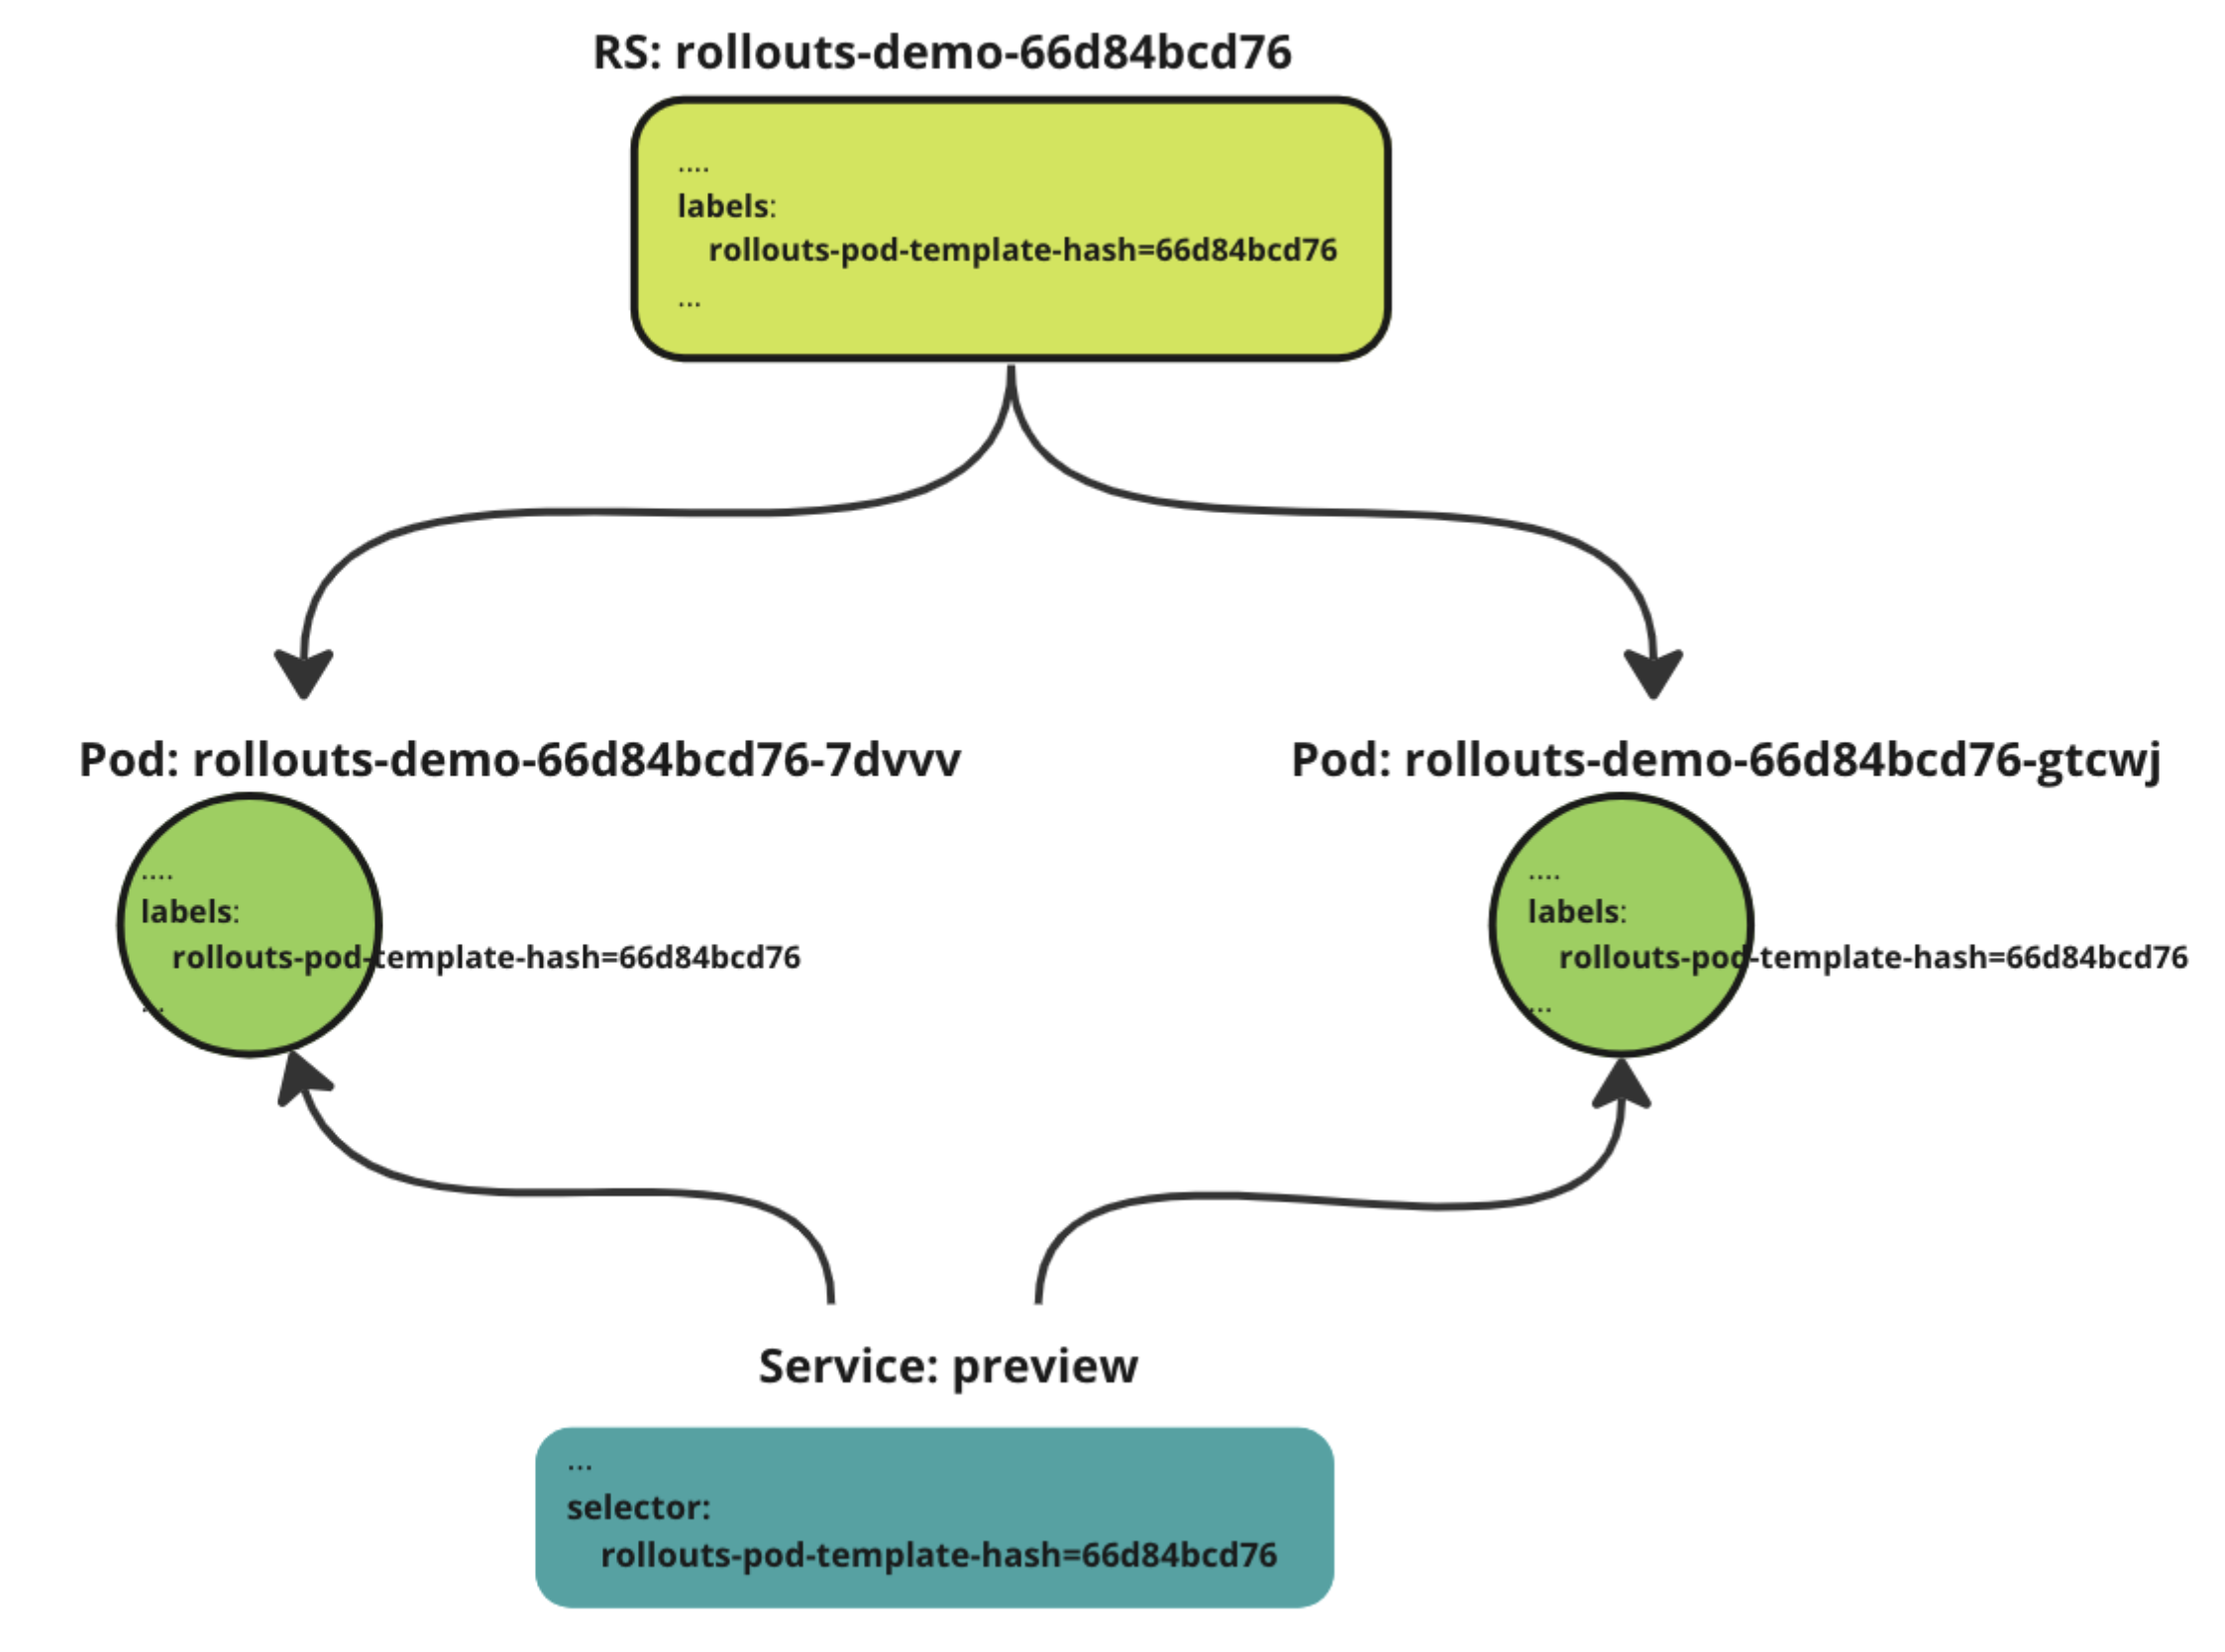 RS: rollouts-demo-66d84bcd76
....
labels:
rollouts-pod-template-hash=66d84bcd76
...
Pod: rollouts-demo-66d84bcd76-7dvvv
....
labels:
rollouts-pod-template-hash=66d84bcd76
...
Pod: rollouts-demo-66d84bcd76-gtcwj
....
labels:
rollouts-pod-template-hash=66d84bcd76
...
Service: preview
...
selector:
rollouts-pod-template-hash=66d84bcd76